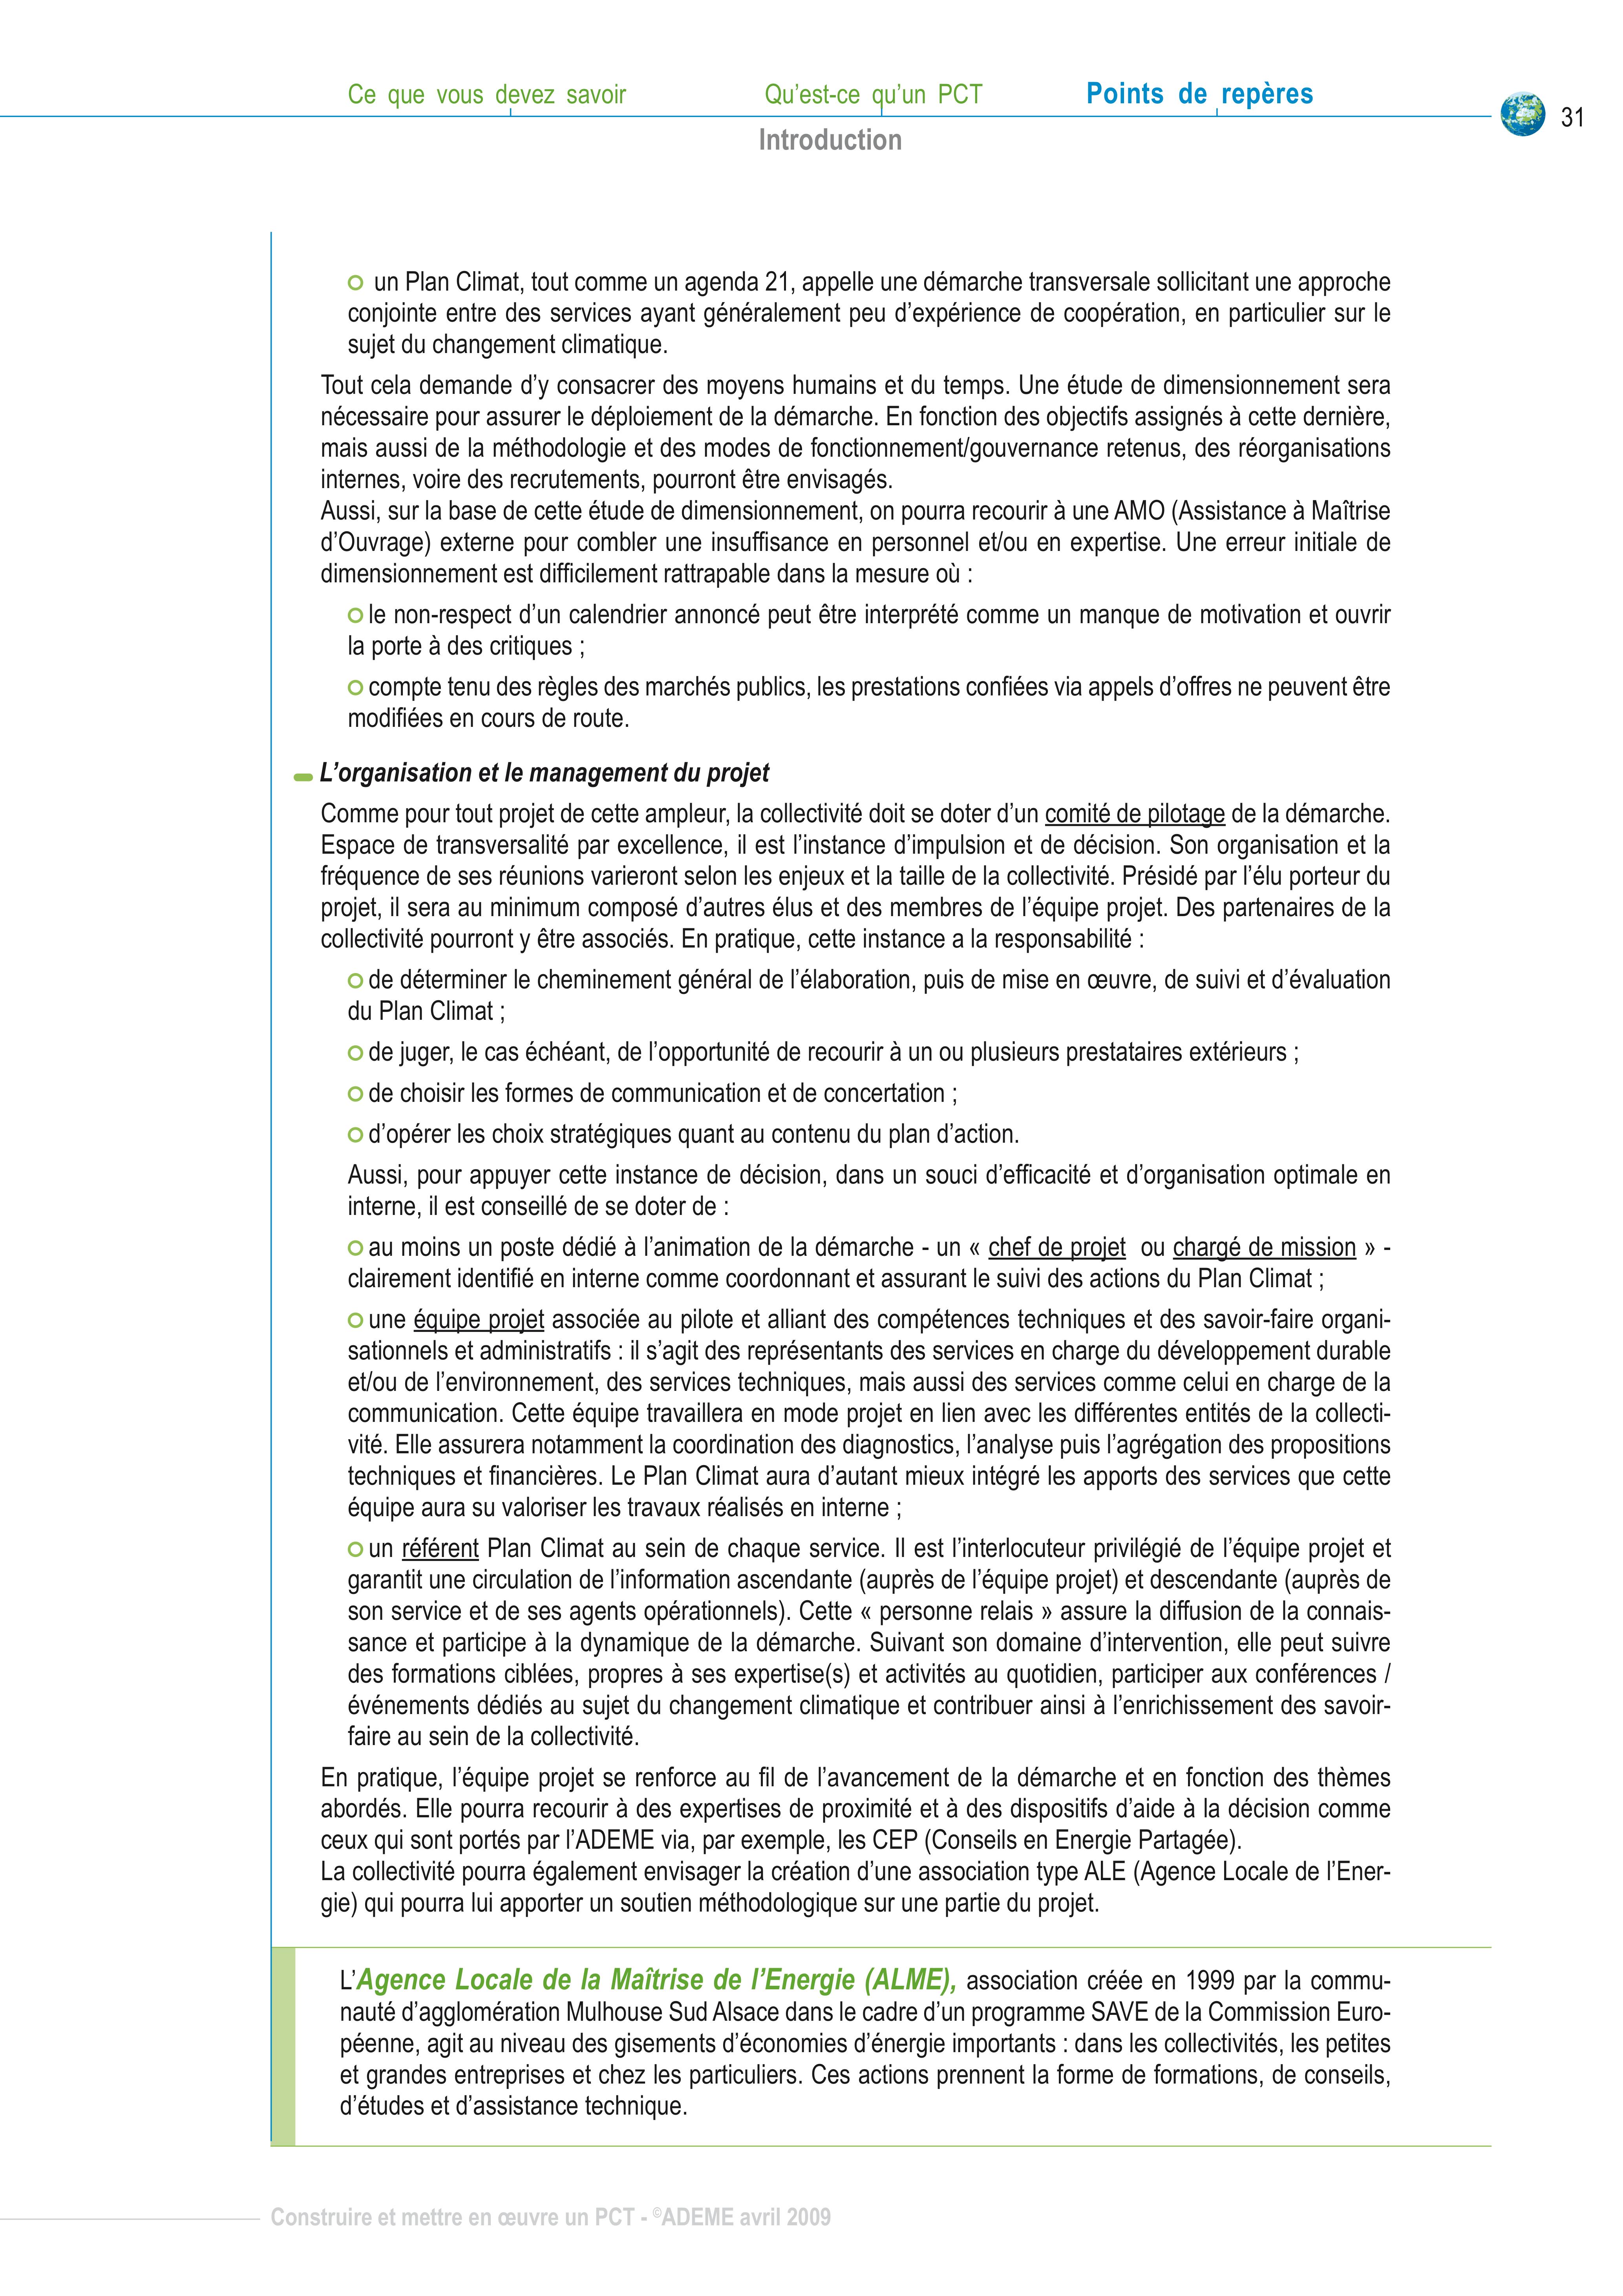 Ce que vous devez savoir
Qu'est-ce qu'un PCT
Points de repères
31
Introduction
un Plan Climat, tout comme un agenda 21, appelle une démarche transversale sollicitant une approche
conjointe entre des services ayant généralement peu d'expérience de coopération, en particulier sur le
sujet du changement climatique.
Tout cela demande d'y consacrer des moyens humains et du temps. Une étude de dimensionnement sera
nécessaire pour assurer le déploiement de la démarche. En fonction des objectifs assignés à cette dernière,
mais aussi de la méthodologie et des modes de fonctionnement/gouvernance retenus, des réorganisations
internes, voire des recrutements, pourront être envisagés.
Aussi, sur la base de cette étude de dimensionnement, on pourra recourir à une AMO (Assistance à Maîtrise
d'Ouvrage) externe pour combler une insuffisance en personnel et/ou en expertise. Une erreur initiale de
dimensionnement est difficilement rattrapable dans la mesure où :
le non-respect d'un calendrier annoncé peut être interprété comme un manque de motivation et ouvrir
la porte à des critiques ;
compte tenu des règles des marchés publics, les prestations confiées via appels d'offres ne peuvent être
modifiées en cours de route.
L'organisation et le management du projet
Comme pour tout projet de cette ampleur, la collectivité doit se doter d'un comité de pilotage de la démarche.
Espace de transversalité par excellence, il est l'instance d'impulsion et de décision. Son organisation et la
fréquence de ses réunions varieront selon les enjeux et la taille de la collectivité. Présidé par l'élu porteur du
projet, il sera au minimum composé d'autres élus et des membres de l'équipe projet. Des partenaires de la
collectivité pourront y être associés. En pratique, cette instance a la responsabilité :
de déterminer le cheminement général de l'élaboration, puis de mise en œuvre, de suivi et d'évaluation
du Plan Climat ;
de juger, le cas échéant, de l'opportunité de recourir à un ou plusieurs prestataires extérieurs ;
de choisir les formes de communication et de concertation ;
d'opérer les choix stratégiques quant au contenu du plan d'action.
Aussi, pour appuyer cette instance de décision, dans un souci d'efficacité et d'organisation optimale en
interne, il est conseillé de se doter de :
au moins un poste dédié à l'animation de la démarche - un « chef de projet ou chargé de mission » -
clairement identifié en interne comme coordonnant et assurant le suivi des actions du Plan Climat ;
une équipe projet associée au pilote et alliant des compétences techniques et des savoir-faire organi-
sationnels et administratifs : il s'agit des représentants des services en charge du développement durable
et/ou de l'environnement, des services techniques, mais aussi des services comme celui en charge de la
communication. Cette équipe travaillera en mode projet en lien avec les différentes entités de la collecti-
vité. Elle assurera notamment la coordination des diagnostics, l'analyse puis l'agrégation des propositions
techniques et financières. Le Plan Climat aura d'autant mieux intégré les apports des services que cette
équipe aura su valoriser les travaux réalisés en interne ;
un référent Plan Climat au sein de chaque service. Il est l'interlocuteur privilégié de l'équipe projet et
garantit une circulation de l'information ascendante (auprès de l'équipe projet) et descendante (auprès de
son service et de ses agents opérationnels). Cette « personne relais » assure la diffusion de la connais-
sance et participe à la dynamique de la démarche. Suivant son domaine d'intervention, elle peut suivre
des formations ciblées, propres à ses expertise(s) et activités au quotidien, participer aux conférences /
événements dédiés au sujet du changement climatique et contribuer ainsi à l'enrichissement des savoir-
faire au sein de la collectivité.
En pratique, l'équipe projet se renforce au fil de l'avancement de la démarche et en fonction des thèmes
abordés. Elle pourra recourir à des expertises de proximité et à des dispositifs d'aide à la décision comme
ceux qui sont portés par l'ADEME via, par exemple, les CEP (Conseils en Energie Partagée).
La collectivité pourra également envisager la création d'une association type ALE (Agence Locale de l'Ener-
gie) qui pourra lui apporter un soutien méthodologique sur une partie du projet.
L'Agence Locale de la Maîtrise de l'Energie (ALME), association créée en 1999 par la commu-
nauté d'agglomération Mulhouse Sud Alsace dans le cadre d'un programme SAVE de la Commission Euro-
péenne, agit au niveau des gisements d'économies d'énergie importants : dans les collectivités, les petites
et grandes entreprises et chez les particuliers. Ces actions prennent la forme de formations, de conseils,
d'études et d'assistance technique.
Construire et mettre en œuvre un PCT - ©ADEME avril 2009